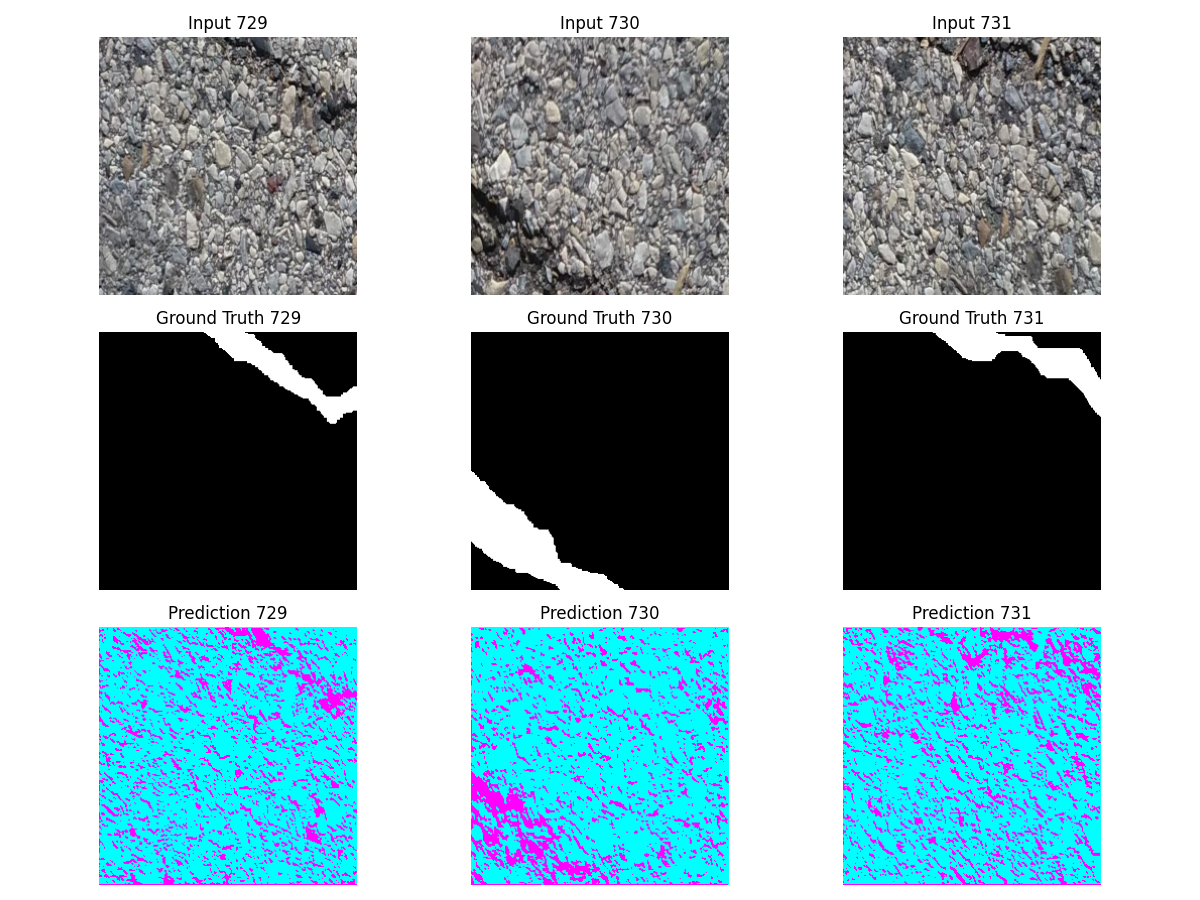 Input 729
Input 730
Input 731
Ground Truth 729
Ground Truth 730
Ground Truth 731
Prediction 729
Prediction 730
Prediction 731